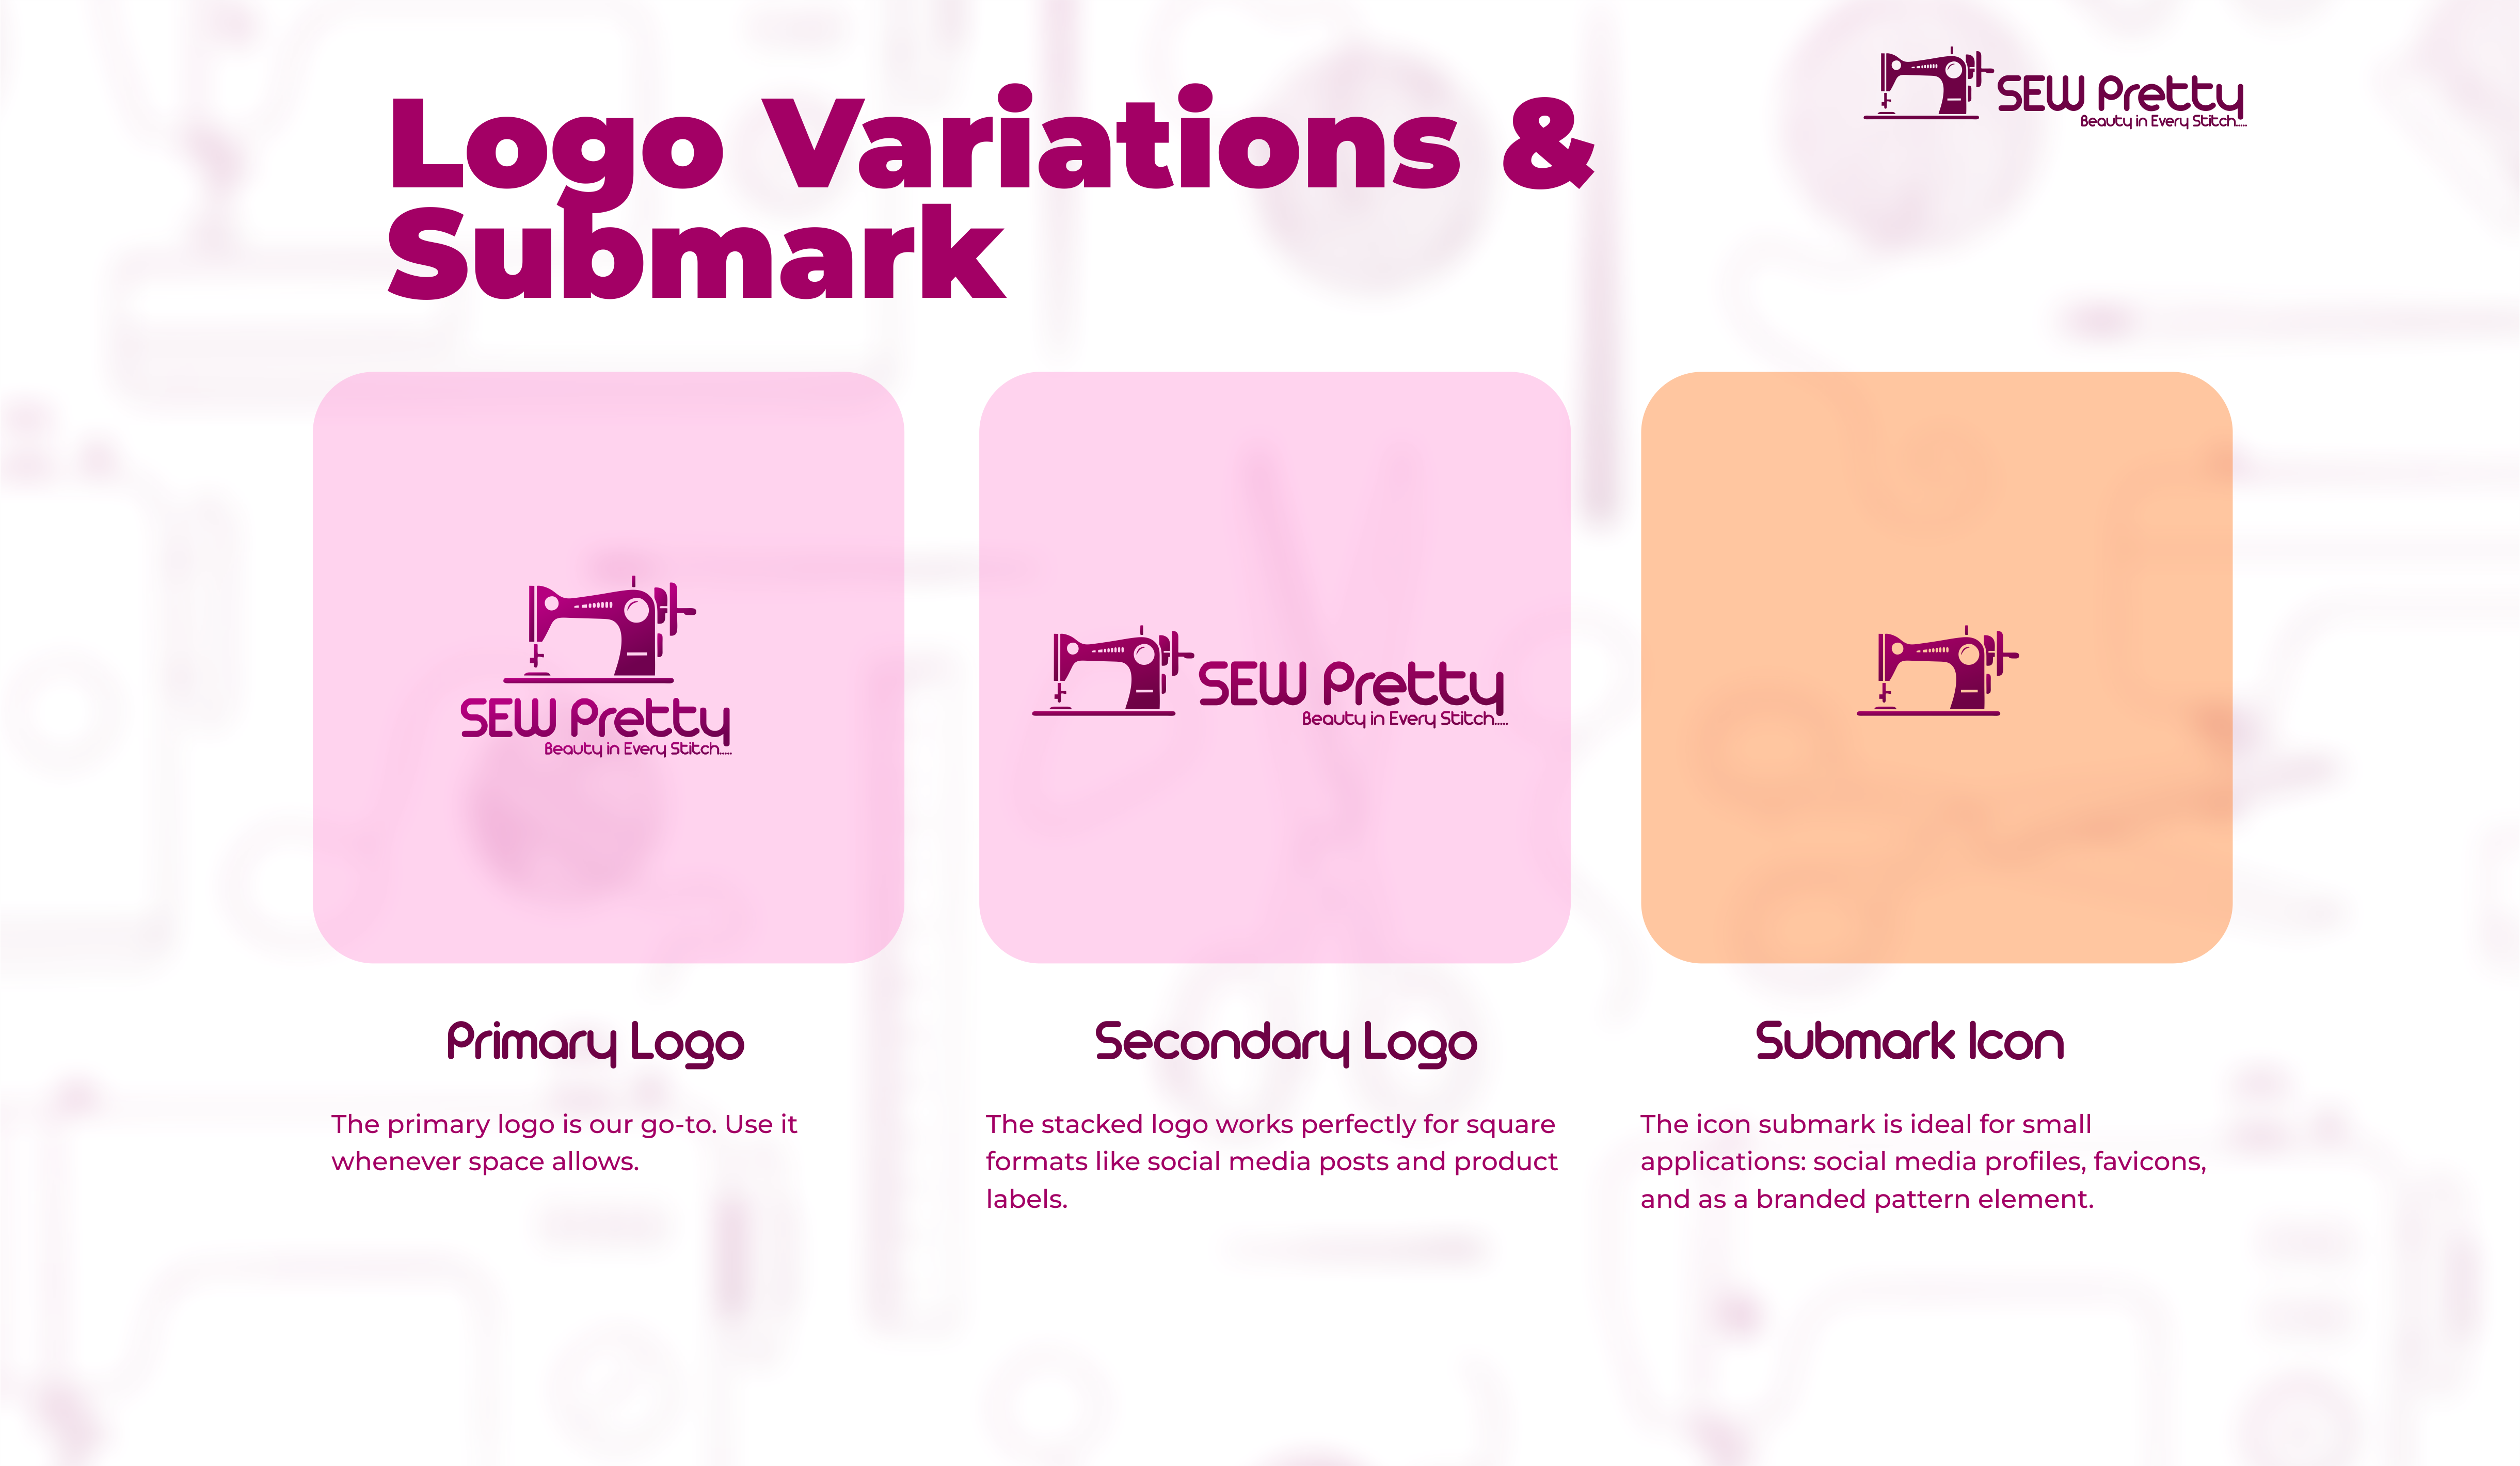 Logo Variations &
Submark
SEW Pretty
Beauty in Every Stitch.....
SEW Pretty
Beauty in Every Stitch.....
SEW Pretty
Beauty in Every Stitch.....
Primary Logo
The primary logo is our go-to. Use it
whenever space allows.
Secondary Logo
The stacked logo works perfectly for square
formats like social media posts and product
labels.
Submark Icon
The icon submark is ideal for small
applications: social media profiles, favicons,
and as a branded pattern element.